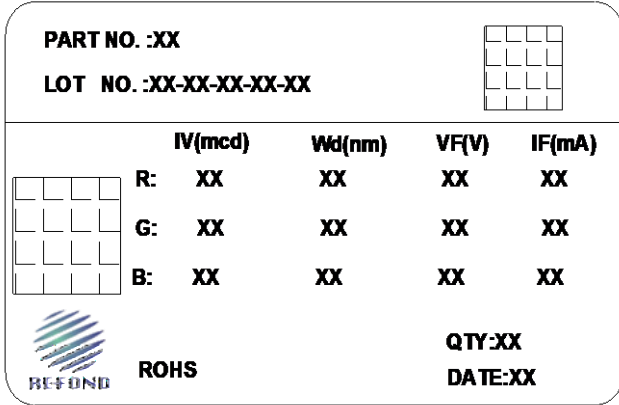 PART NO. :XX
LOT NO. :XX-XX-XX-XX-XX
IV(mcd) Wd(nm) VF(V) IF(mA)
R: XX XX XX XX
G: XX XX XX XX
B: XX XX XX XX
QTY:XX
REFOND ROHS DATE:XX